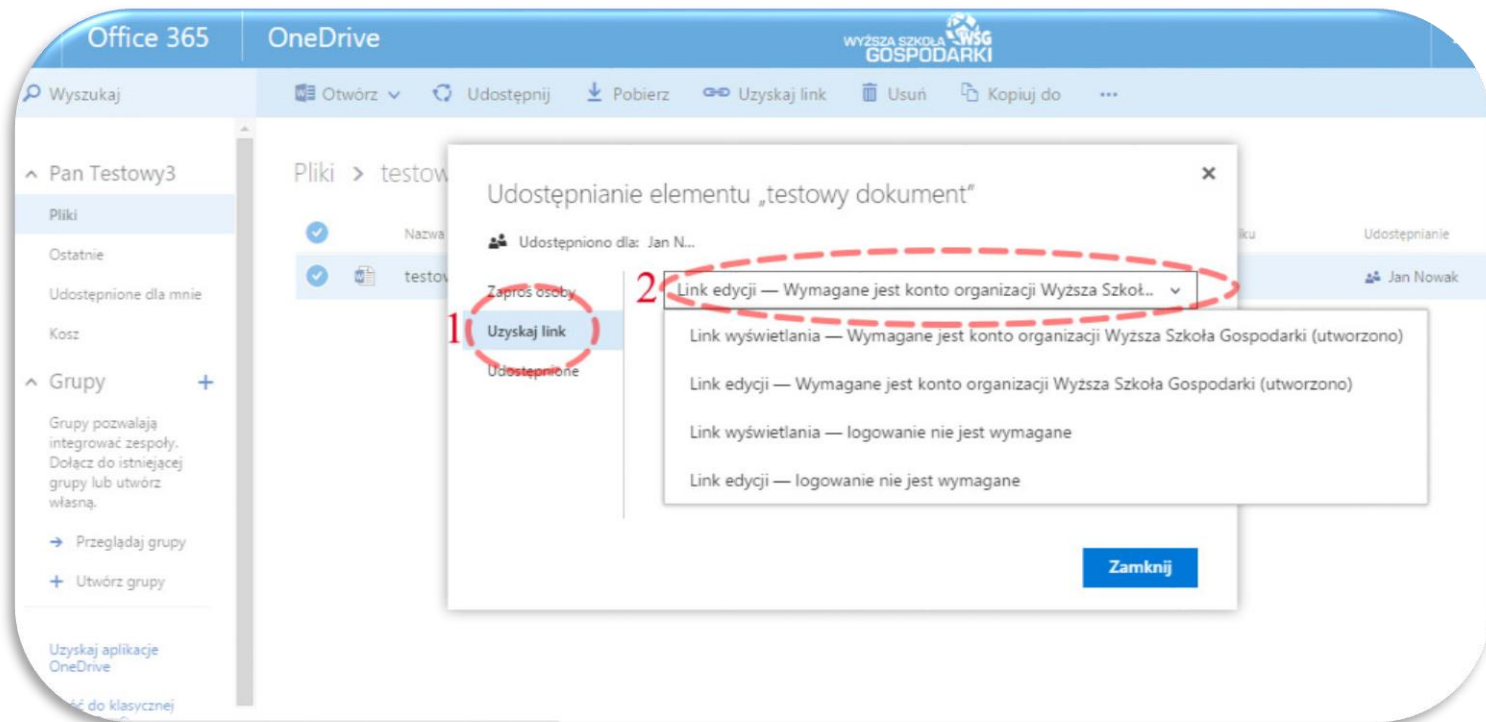 Office 365
OneDrive
WYŻSZA SZKOŁA WSG
GOSPODARKI
Wyszukaj
Otwórz
Udostępnij
Pobierz
Uzyskaj link
Usuń
Kopiuj do
...
Pan Testowy3
Pliki
Ostatnie
Udostępnione dla mnie
Kosz
Grupy +
Grupy pozwalają
integrować zespoły.
Dołącz do istniejącej
grupy lub utwórz
własną.
Przeglądaj grupy
+ Utwórz grupy
Uzyskaj aplikacje
OneDrive
do klasycznej
Pliki > testow
Nazwa
testow
Udostępnianie
Jan Nowak
Udostępnianie elementu „testowy dokument"
Udostępniono dla: Jan N...
Zaproś osoby
1 Uzyskaj link
Udostępnione
2 Link edycji — Wymagane jest konto organizacji Wyższa Szkoł...
Link wyświetlania — Wymagane jest konto organizacji Wyższa Szkoła Gospodarki (utworzono)
Link edycji — Wymagane jest konto organizacji Wyższa Szkoła Gospodarki (utworzono)
Link wyświetlania — logowanie nie jest wymagane
Link edycji — logowanie nie jest wymagane
Zamknij